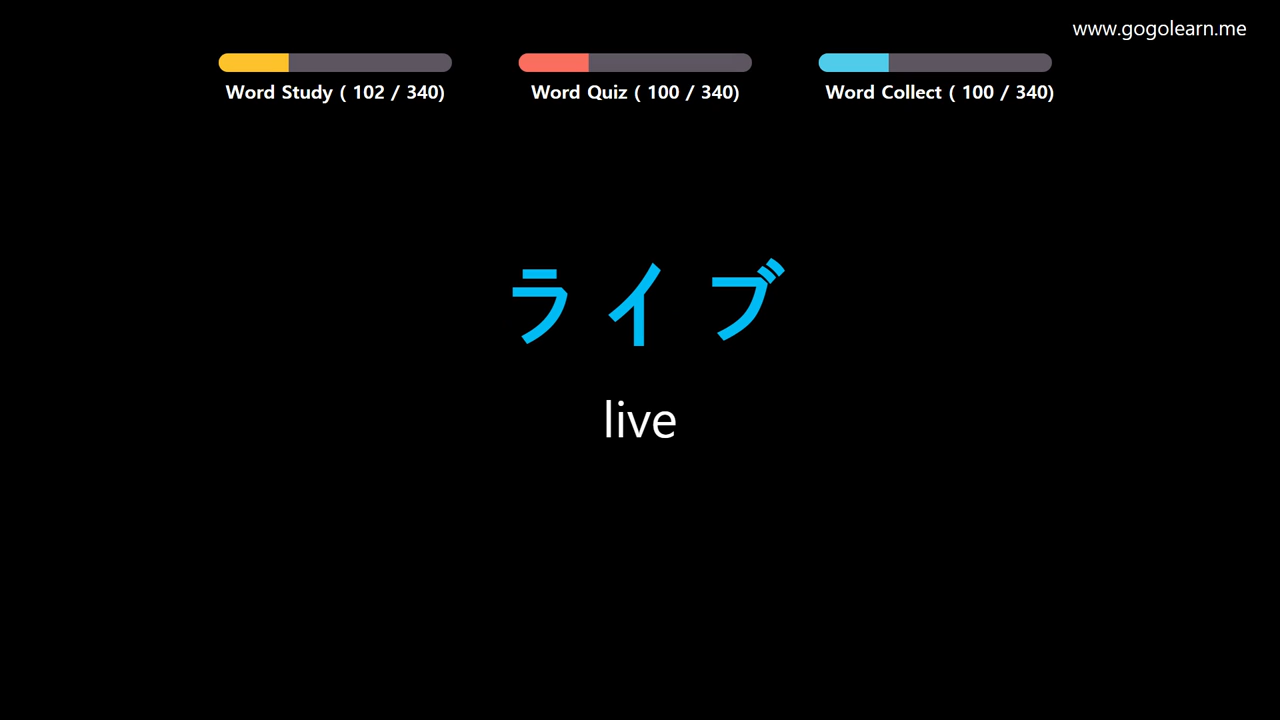 www.gogolearn.me
Word Study ( 102 / 340)
Word Quiz ( 100 / 340)
Word Collect ( 100 / 340)
ライブ
live